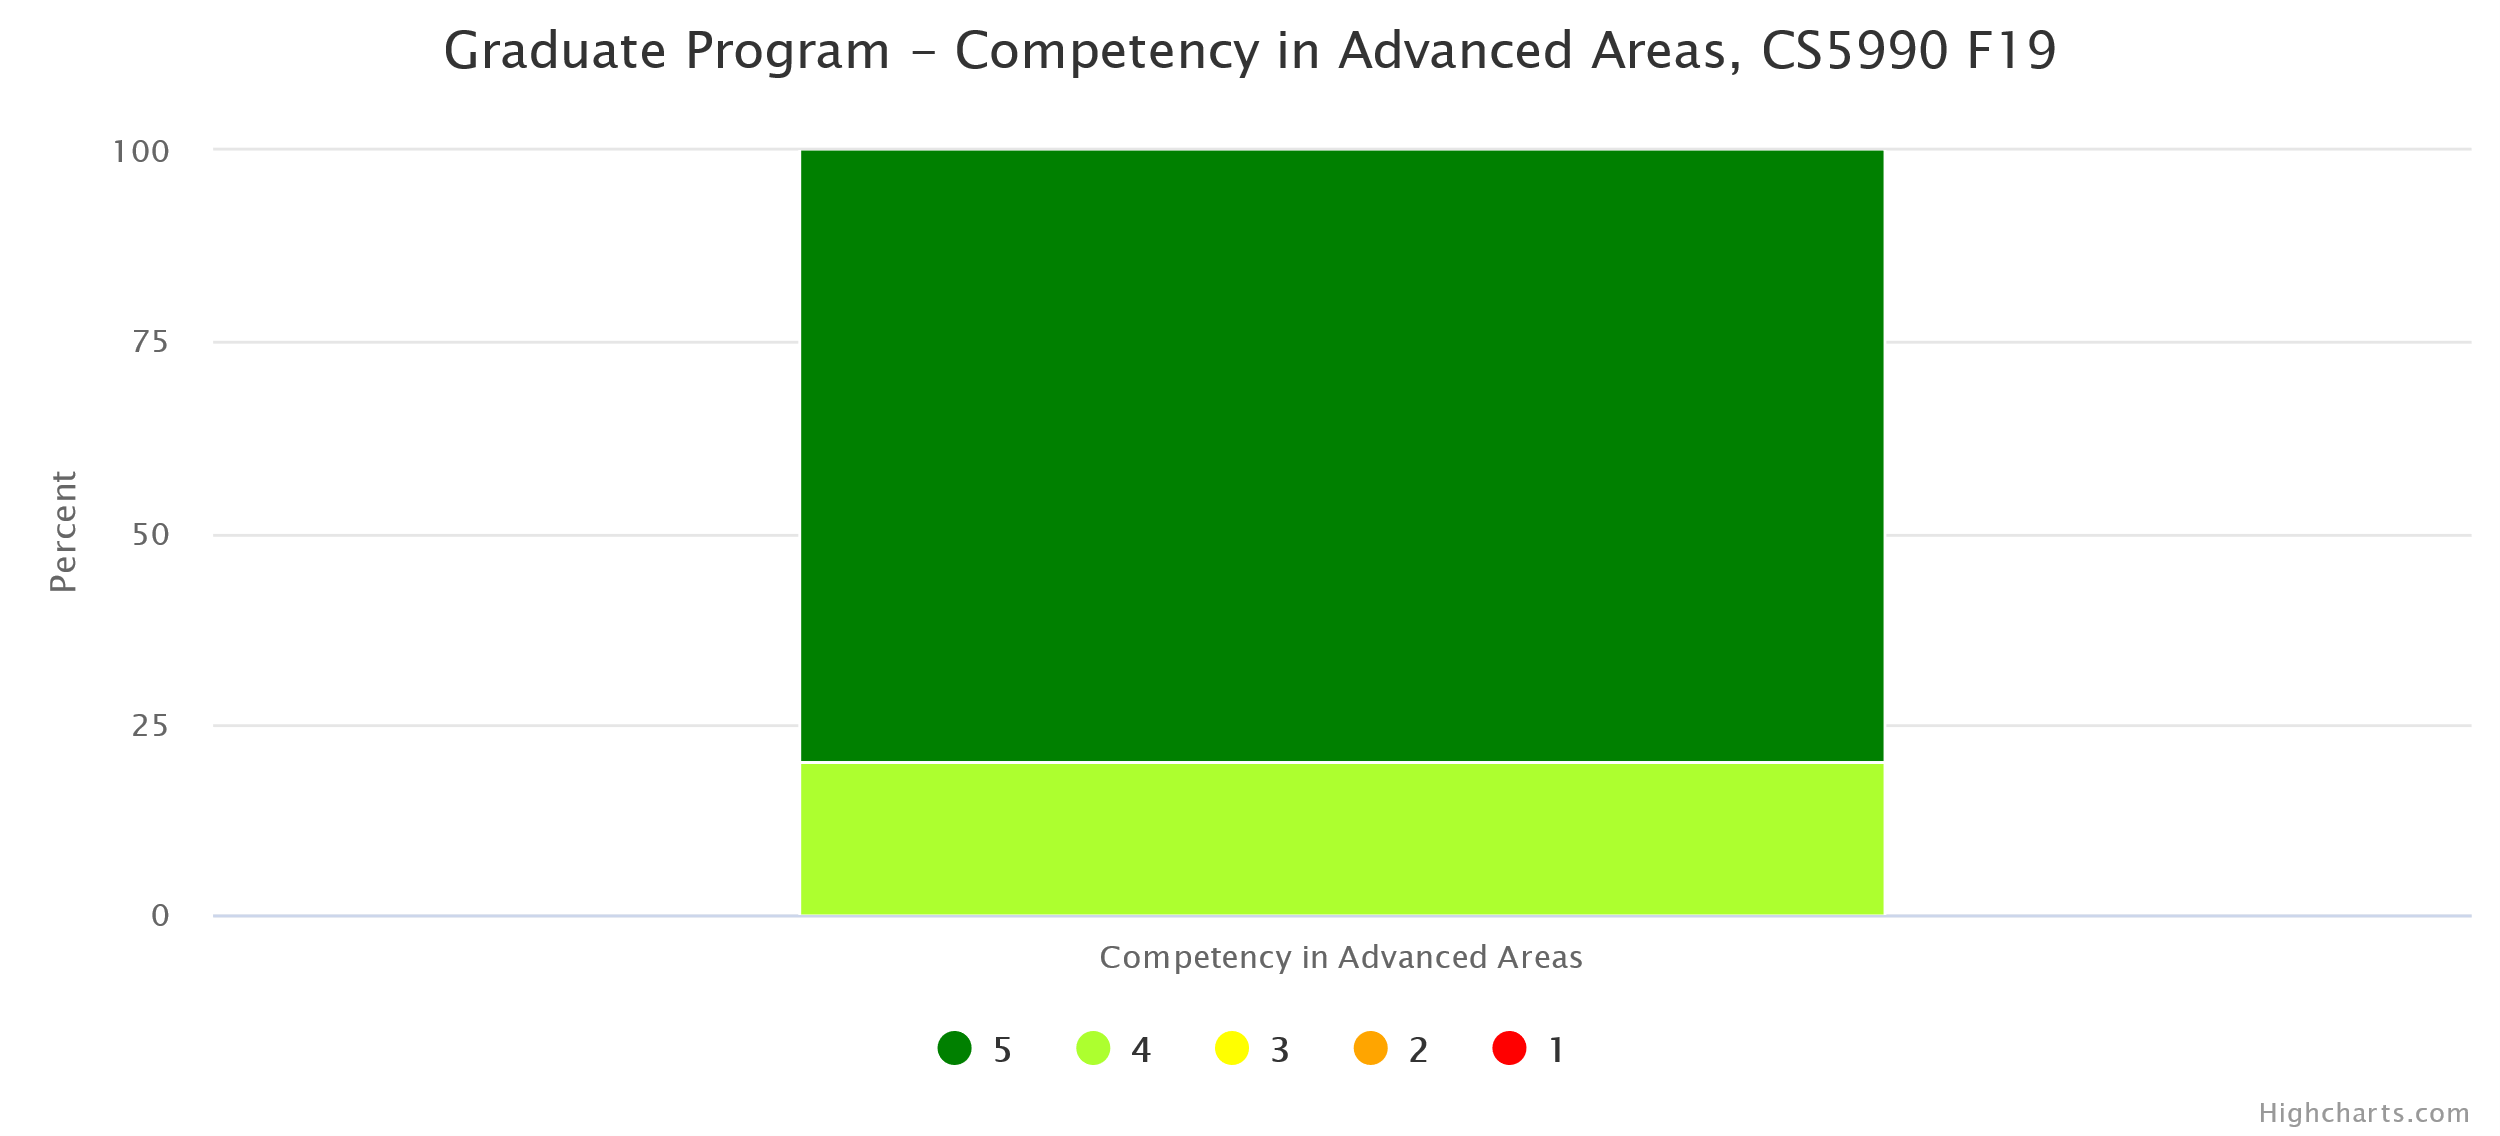 Graduate Program – Competency in Advanced Areas, CS5990 F19
100
75
50
25
0
Percent
Competency in Advanced Areas
5 4 3 2 1
Highcharts.com